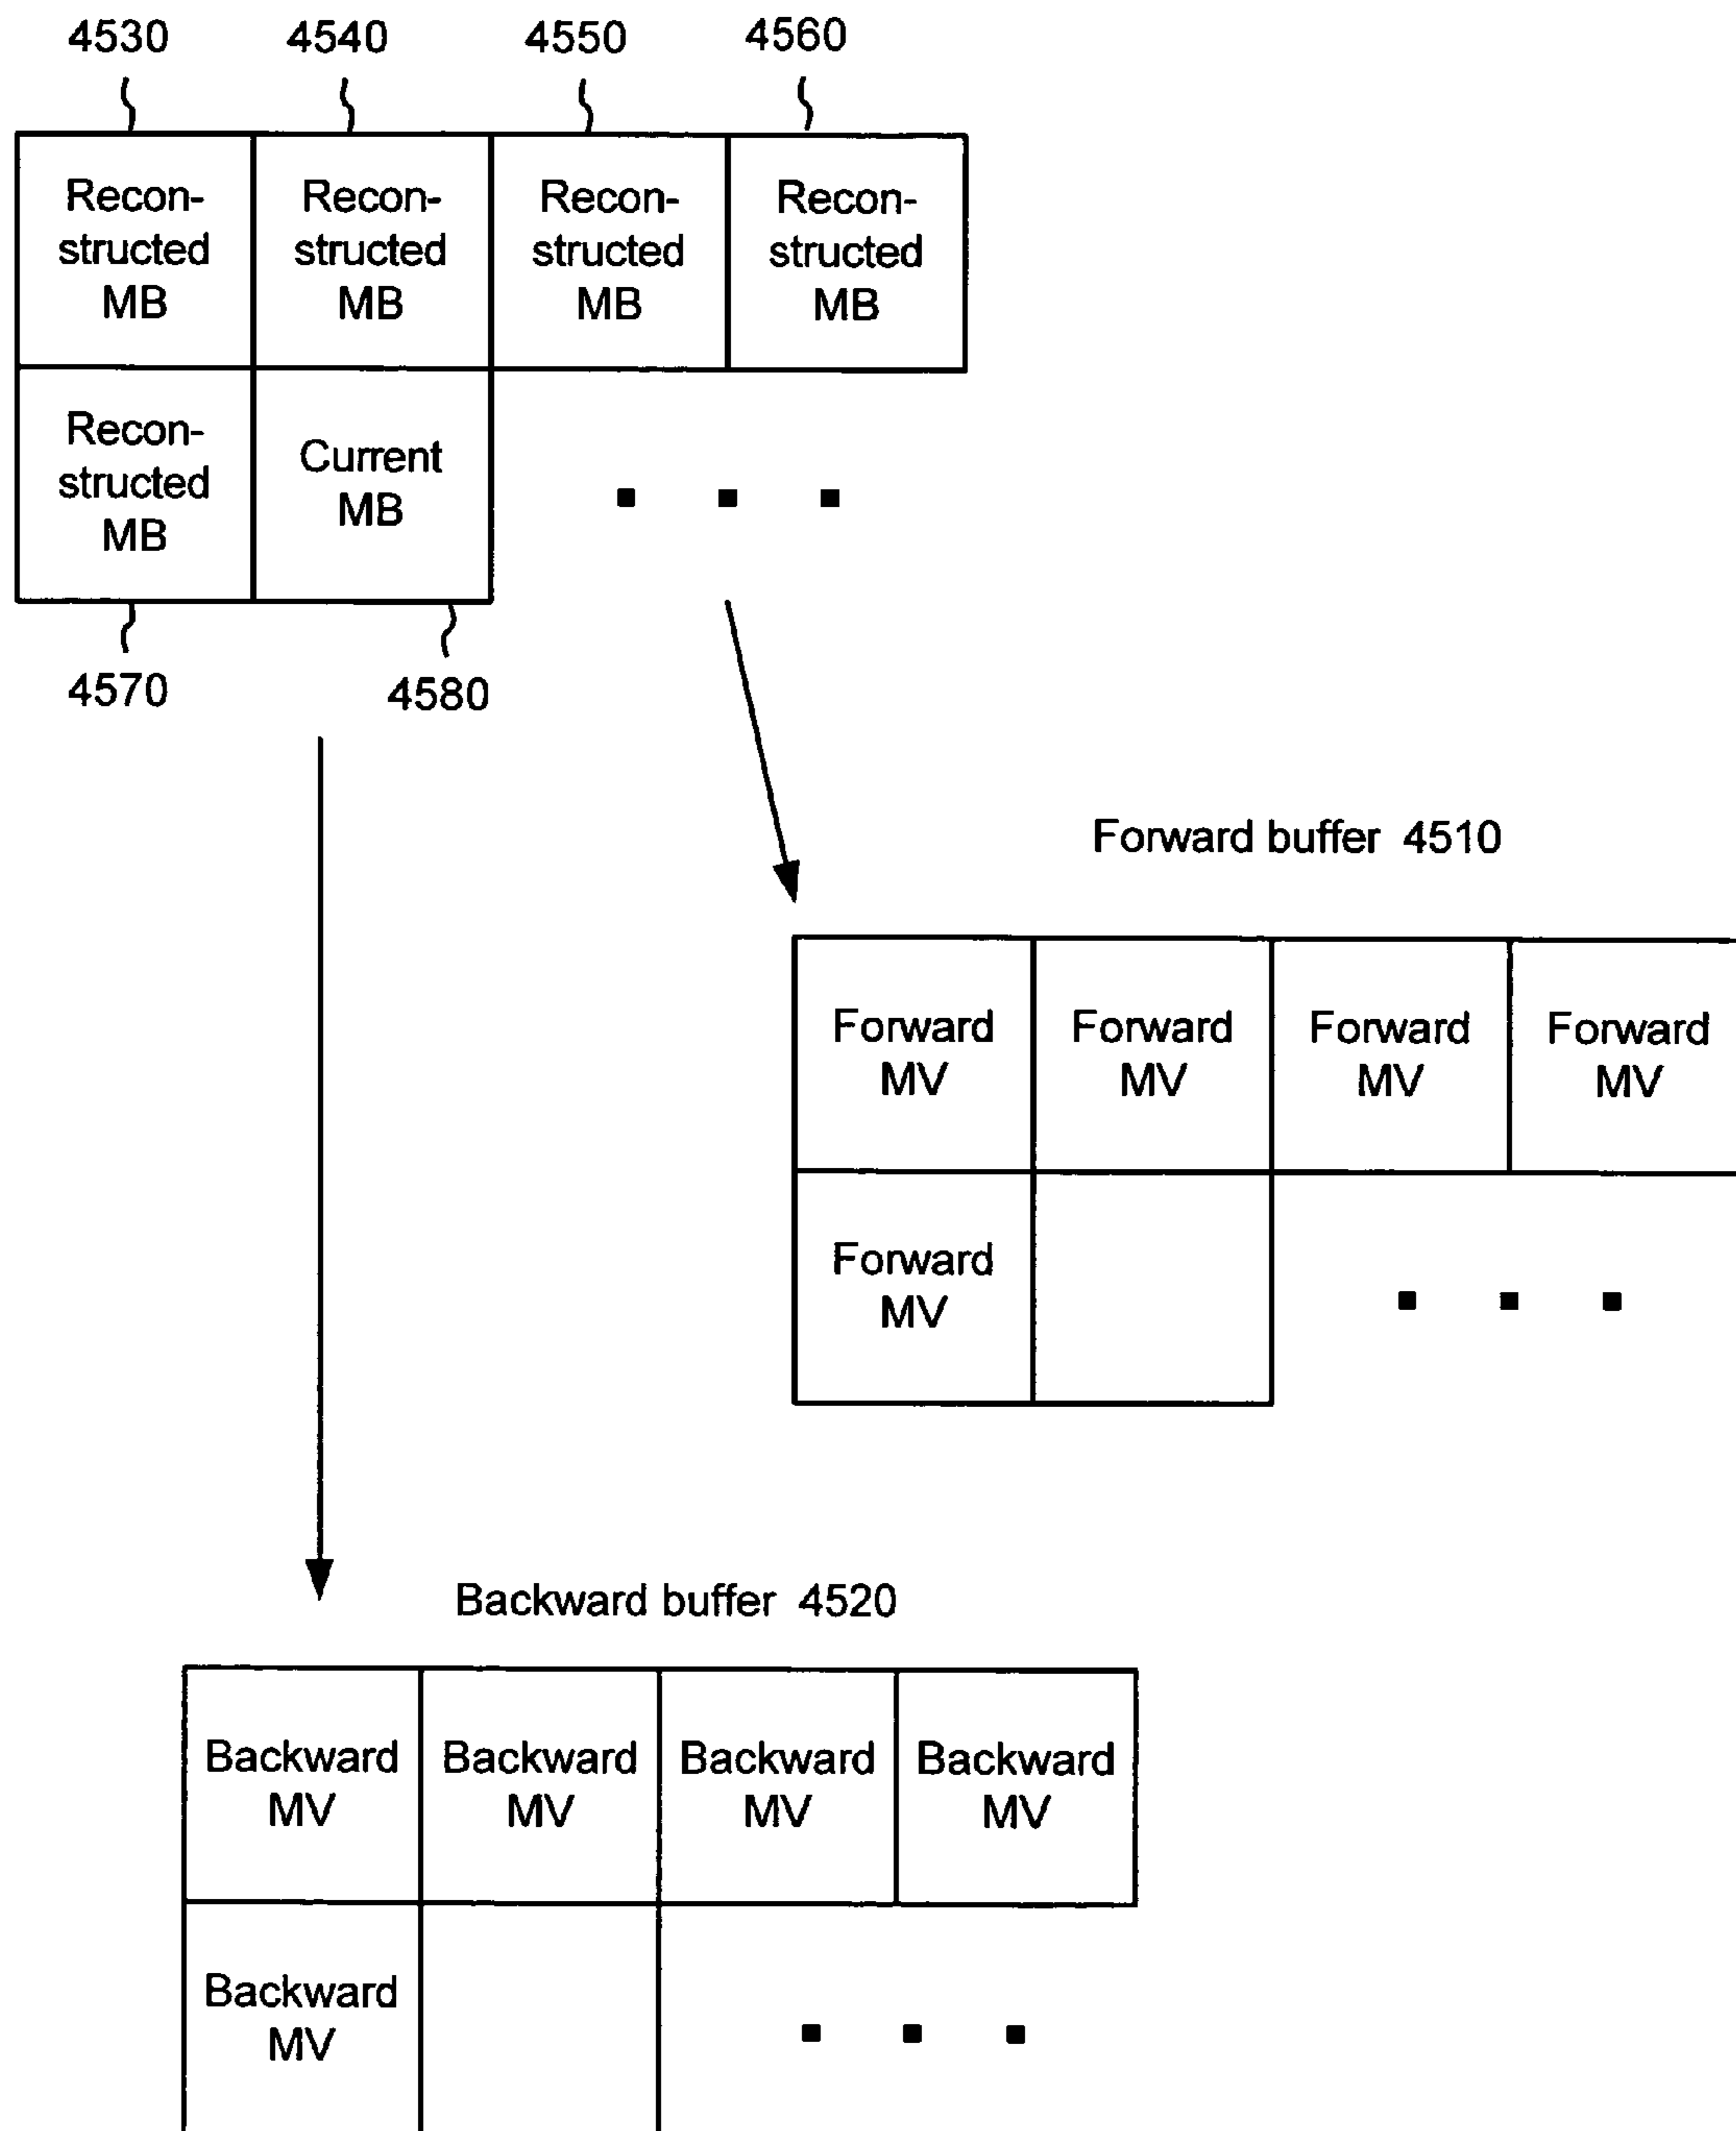 4530 4540 4550 4560
Recon- Recon- Recon- Recon-
structed structed structed structed
MB MB MB MB
Recon-
structed
MB
Current
MB
4570 4580
Forward buffer 4510
Forward Forward Forward Forward
MV MV MV MV
Forward
MV
Backward buffer 4520
Backward Backward Backward Backward
MV MV MV MV
Backward
MV